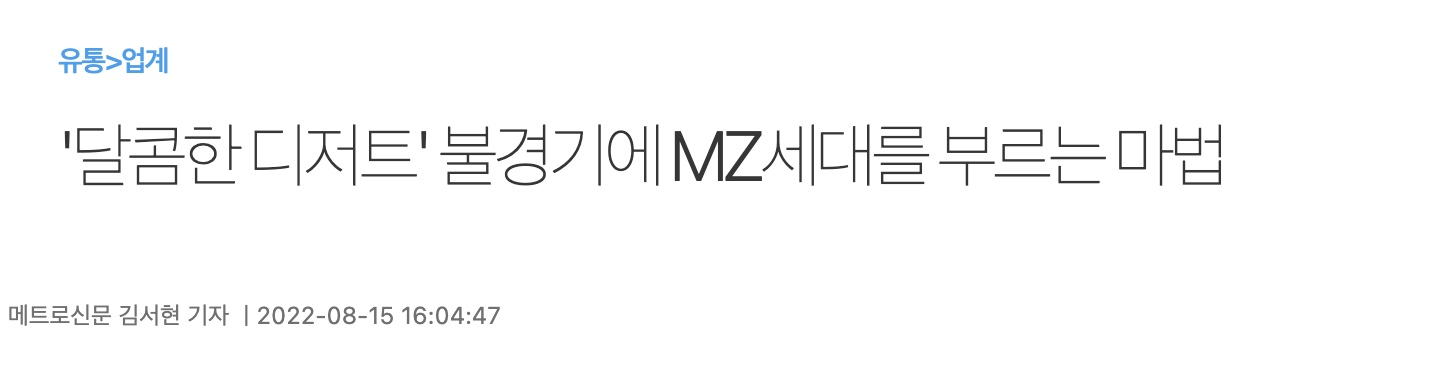 유통>업계
'달콤한 디저트' 불경기에 MZ세대를 부르는 마법
메트로신문 김서현 기자 ㅣ2022-08-15 16:04:47